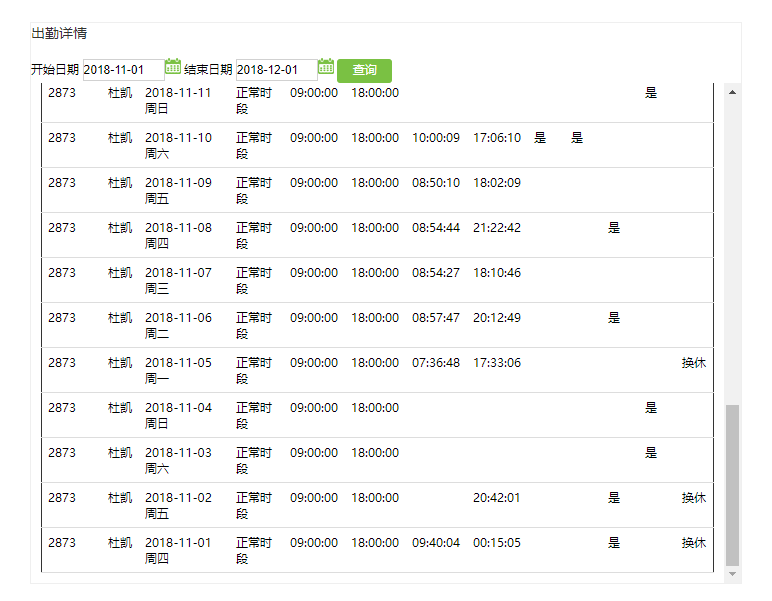 出勤详情
开始日期 2018-11-01 结束日期 2018-12-01 查询
2873 杜凯 2018-11-11 正常时 09:00:00 18:00:00 是
周日 段
2873 杜凯 2018-11-10 正常时 09:00:00 18:00:00 10:00:09 17:06:10 是 是
周六 段
2873 杜凯 2018-11-09 正常时 09:00:00 18:00:00 08:50:10 18:02:09
周五 段
2873 杜凯 2018-11-08 正常时 09:00:00 18:00:00 08:54:44 21:22:42 是
周四 段
2873 杜凯 2018-11-07 正常时 09:00:00 18:00:00 08:54:27 18:10:46
周三 段
2873 杜凯 2018-11-06 正常时 09:00:00 18:00:00 08:57:47 20:12:49 是
周二 段
2873 杜凯 2018-11-05 正常时 09:00:00 18:00:00 07:36:48 17:33:06 换休
周一 段
2873 杜凯 2018-11-04 正常时 09:00:00 18:00:00 是
周日 段
2873 杜凯 2018-11-03 正常时 09:00:00 18:00:00 是
周六 段
2873 杜凯 2018-11-02 正常时 09:00:00 18:00:00 20:42:01 是 换休
周五 段
2873 杜凯 2018-11-01 正常时 09:00:00 18:00:00 09:40:04 00:15:05 是 换休
周四 段